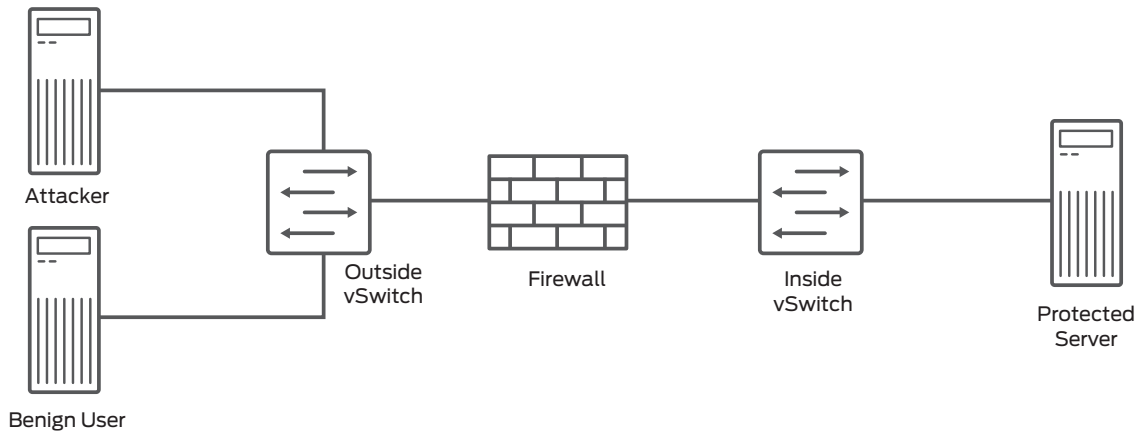 Attacker
Outside
vSwitch
Firewall
Inside
vSwitch
Protected
Server
Benign User